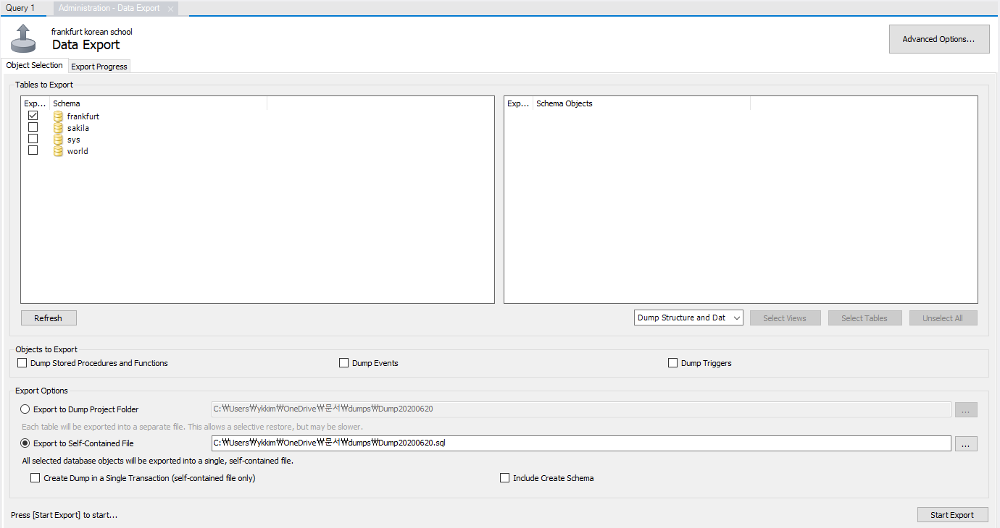 Query 1
Administration - Data Export
frankfurt korean school
Data Export
Advanced Options...
Object Selection
Export Progress
Tables to Export
Exp... Schema
frankfurt
sakila
sys
world
Exp... Schema Objects
Refresh
Dump Structure and Dat
Select Views
Select Tables
Unselect All
Objects to Export
Dump Stored Procedures and Functions
Dump Events
Dump Triggers
Export Options
Export to Dump Project Folder
C:₩Users₩ykkim₩OneDrive₩문서₩dumps₩Dump20200620
...
Each table will be exported into a separate file. This allows a selective restore, but may be slower.
Export to Self-Contained File
C:₩Users₩ykkim₩OneDrive₩문서₩dumps₩Dump20200620.sql
...
All selected database objects will be exported into a single, self-contained file.
Create Dump in a Single Transaction (self-contained file only)
Include Create Schema
Press [Start Export] to start...
Start Export